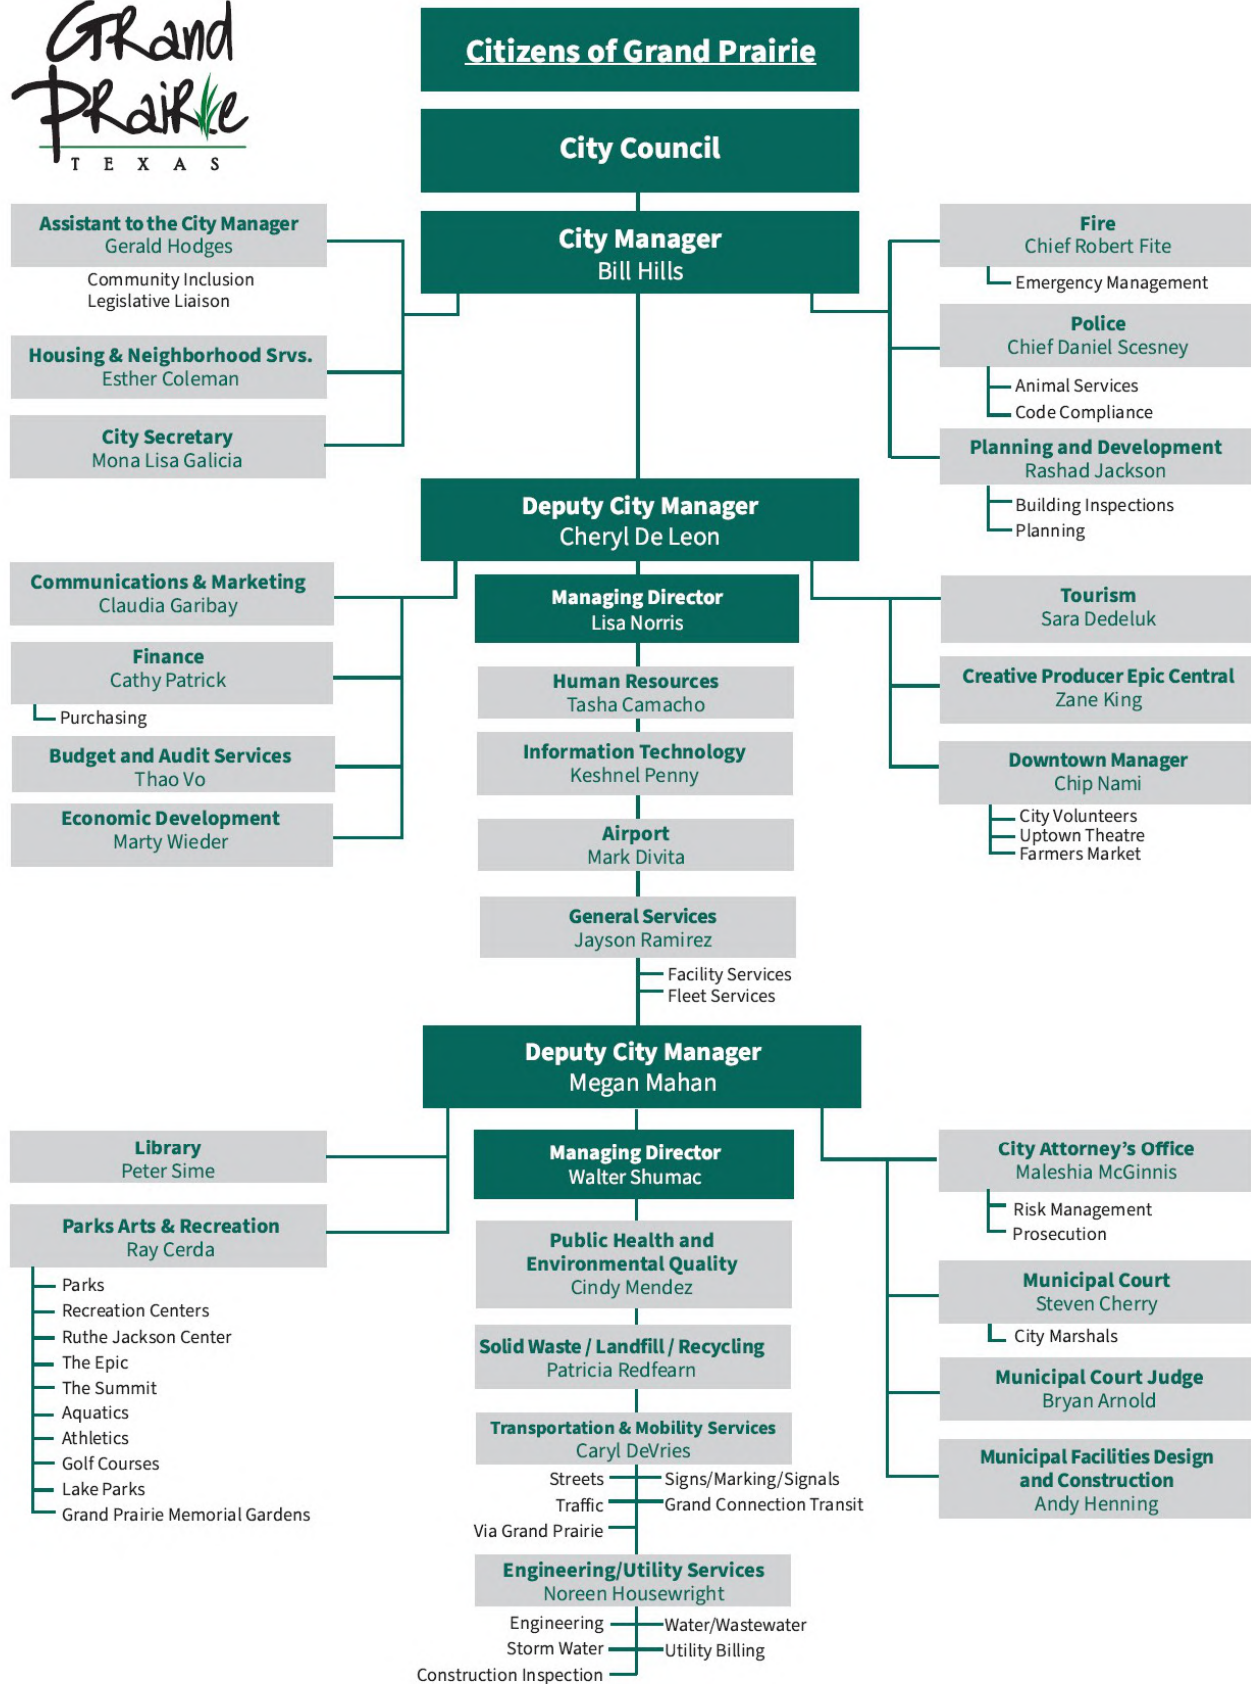 GRand
PRaiRie
TEXAS
Citizens of Grand Prairie
City Council
City Manager
Bill Hills
Assistant to the City Manager
Gerald Hodges
Community Inclusion
Legislative Liaison
Housing & Neighborhood Srvs.
Esther Coleman
City Secretary
Mona Lisa Galicia
Fire
Chief Robert Fite
Emergency Management
Police
Chief Daniel Scesney
Animal Services
Code Compliance
Planning and Development
Rashad Jackson
Building Inspections
Planning
Deputy City Manager
Cheryl De Leon
Communications & Marketing
Claudia Garibay
Finance
Cathy Patrick
Purchasing
Budget and Audit Services
Thao Vo
Economic Development
Marty Wieder
Managing Director
Lisa Norris
Human Resources
Tasha Camacho
Information Technology
Keshnel Penny
Airport
Mark Divita
General Services
Jayson Ramirez
Facility Services
Fleet Services
Tourism
Sara Dedeluk
Creative Producer Epic Central
Zane King
Downtown Manager
Chip Nami
City Volunteers
Uptown Theatre
Farmers Market
Deputy City Manager
Megan Mahan
Library
Peter Sime
Parks Arts & Recreation
Ray Cerda
Parks
Recreation Centers
Ruthe Jackson Center
The Epic
The Summit
Aquatics
Athletics
Golf Courses
Lake Parks
Grand Prairie Memorial Gardens
Managing Director
Walter Shumac
Public Health and
Environmental Quality
Cindy Mendez
Solid Waste / Landfill / Recycling
Patricia Redfearn
Transportation & Mobility Services
Caryl DeVries
Streets
Signs/Marking/Signals
Traffic
Grand Connection Transit
Via Grand Prairie
Engineering/Utility Services
Noreen Housewright
Engineering
Water/Wastewater
Storm Water
Utility Billing
Construction Inspection
City Attorney’s Office
Maleshia McGinnis
Risk Management
Prosecution
Municipal Court
Steven Cherry
City Marshals
Municipal Court Judge
Bryan Arnold
Municipal Facilities Design
and Construction
Andy Henning